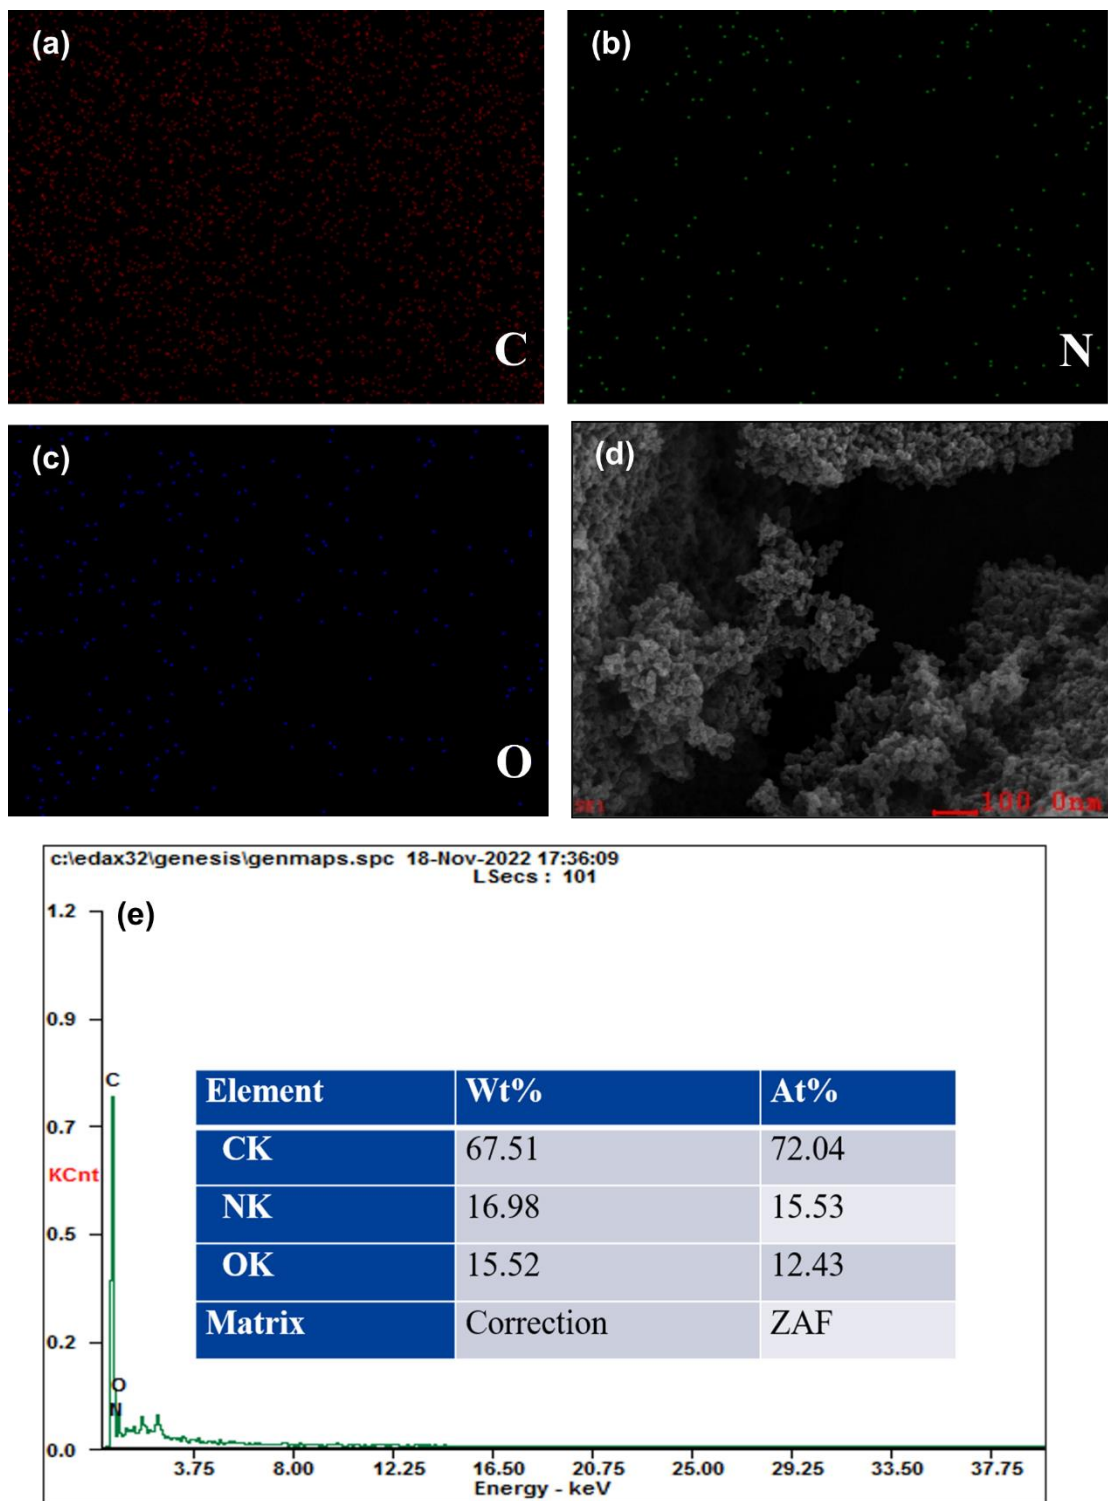 (a)
C
(b)
N
(c)
O
(d)
SE1
100.0nm
c:\edax32\genesis\genmaps.spc 18-Nov-2022 17:36:09
LSecs : 101
(e)
1.2
0.9
0.7
KCnt
0.5
0.2
0.0
C
O
N
Element Wt% At%
CK 67.51 72.04
NK 16.98 15.53
OK 15.52 12.43
Matrix Correction ZAF
3.75 8.00 12.25 16.50 20.75 25.00 29.25 33.50 37.75
Energy - keV